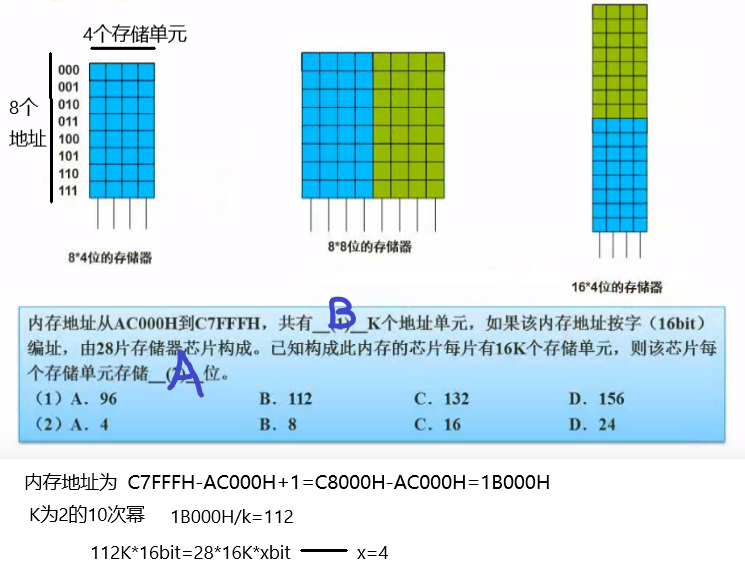 4个存储单元
8个
地址
000
001
010
011
100
101
110
111
8*4位的存储器
8*8位的存储器
16*4位的存储器
内存地址从AC000H到C7FFFH，共有__(1)__K个地址单元，如果该内存地址按字（16bit）
B
编址，由28片存储器芯片构成。已知构成此内存的芯片每片有16K个存储单元，则该芯片每
个存储单元存储__(2)__位。
A
（1）A．96 B．112 C．132 D．156
（2）A．4 B．8 C．16 D．24
内存地址为 C7FFFH-AC000H+1=C8000H-AC000H=1B000H
K为2的10次幂 1B000H/k=112
112K*16bit=28*16K*xbit —— x=4